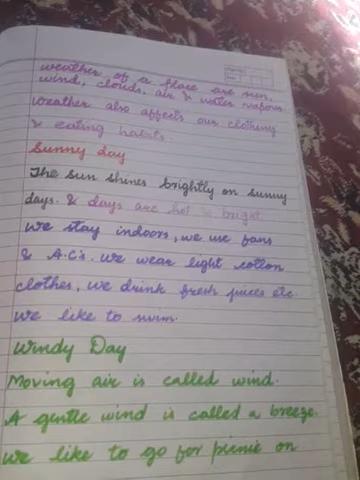 weather of a place are sun,
wind, clouds, air & water vapour
weather also affects our clothing
& eating habits.
Sunny day
The sun shines brightly on sunny
days. & days are hot & bright
we stay indoors, we use fans
& A.C's. we wear light cotton
clothes, we drink fresh juices etc.
we like to swim.
Windy Day
Moving air is called wind.
A gentle wind is called a breeze.
we like to go for picnic on